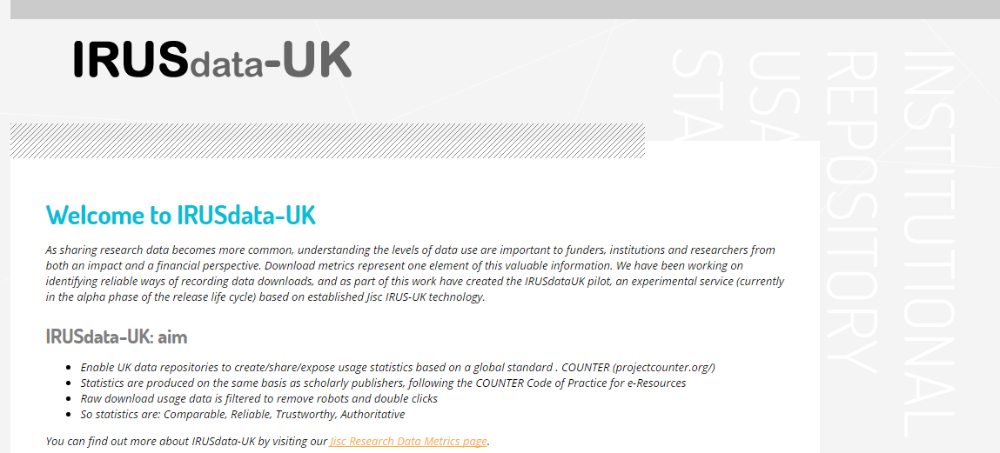 IRUSdata-UK
INSTITUTIONAL
REPOSITORY
USA
STA
Welcome to IRUSdata-UK
As sharing research data becomes more common, understanding the levels of data use are important to funders, institutions and researchers from
both an impact and a financial perspective. Download metrics represent one element of this valuable information. We have been working on
identifying reliable ways of recording data downloads, and as part of this work have created the IRUSdataUK pilot, an experimental service (currently
in the alpha phase of the release life cycle) based on established Jisc IRUS-UK technology.
IRUSdata-UK: aim
• Enable UK data repositories to create/share/expose usage statistics based on a global standard . COUNTER (projectcounter.org/)
• Statistics are produced on the same basis as scholarly publishers, following the COUNTER Code of Practice for e-Resources
• Raw download usage data is filtered to remove robots and double clicks
• So statistics are: Comparable, Reliable, Trustworthy, Authoritative
You can find out more about IRUSdata-UK by visiting our Jisc Research Data Metrics page.